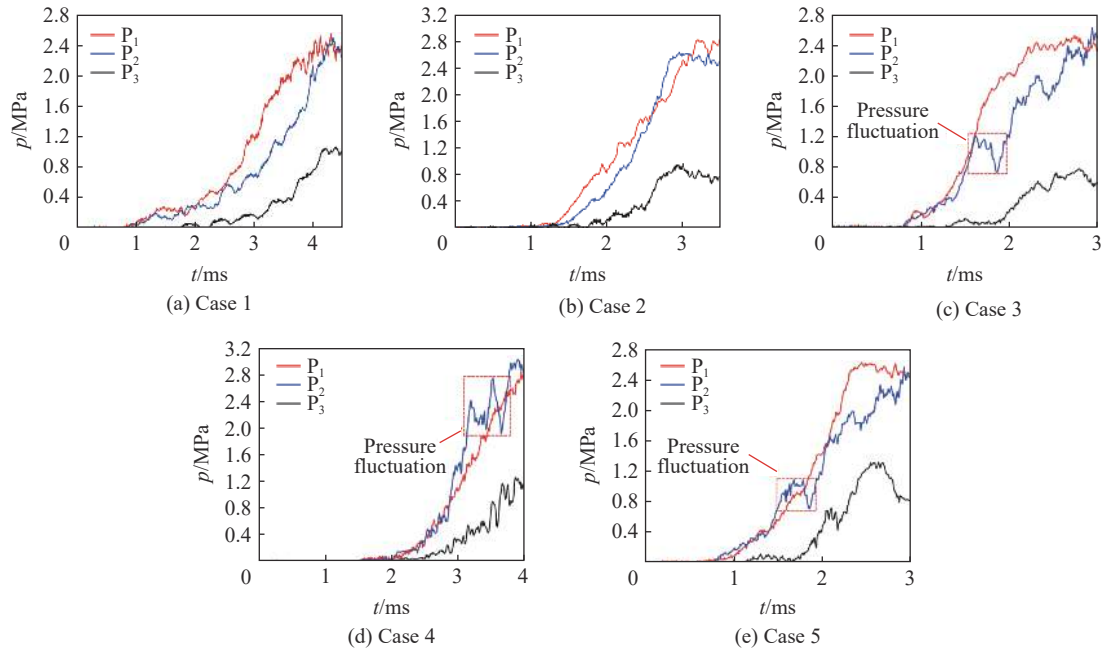 2.8
2.4
2.0
1.6
1.2
0.8
0.4
p/MPa
P1
P2
P3
0
1
2
3
4
t/ms
(a) Case 1
3.2
2.8
2.4
2.0
1.6
1.2
0.8
0.4
p/MPa
P1
P2
P3
0
1
2
3
t/ms
(b) Case 2
2.8
2.4
2.0
1.6
1.2
0.8
0.4
p/MPa
P1
P2
P3
Pressure
fluctuation
0
1
2
3
t/ms
(c) Case 3
3.2
2.8
2.4
2.0
1.6
1.2
0.8
0.4
p/MPa
P1
P2
P3
Pressure
fluctuation
0
1
2
3
4
t/ms
(d) Case 4
2.8
2.4
2.0
1.6
1.2
0.8
0.4
p/MPa
P1
P2
P3
Pressure
fluctuation
0
1
2
3
t/ms
(e) Case 5